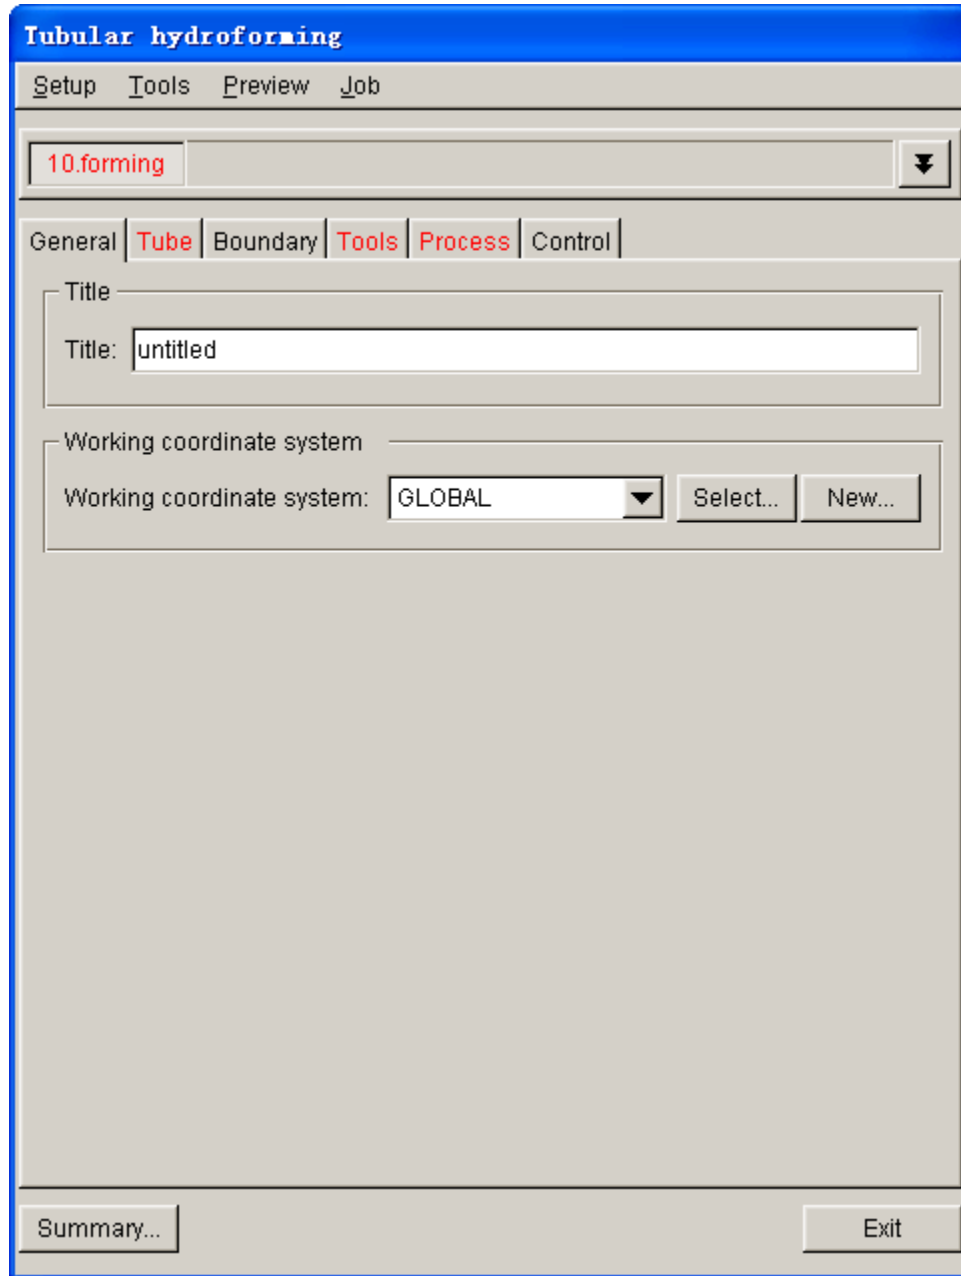 Tubular hydroforming
Setup Tools Preview Job
10.forming
General Tube Boundary Tools Process Control
Title
Title: untitled
Working coordinate system
Working coordinate system: GLOBAL Select... New...
Summary... Exit